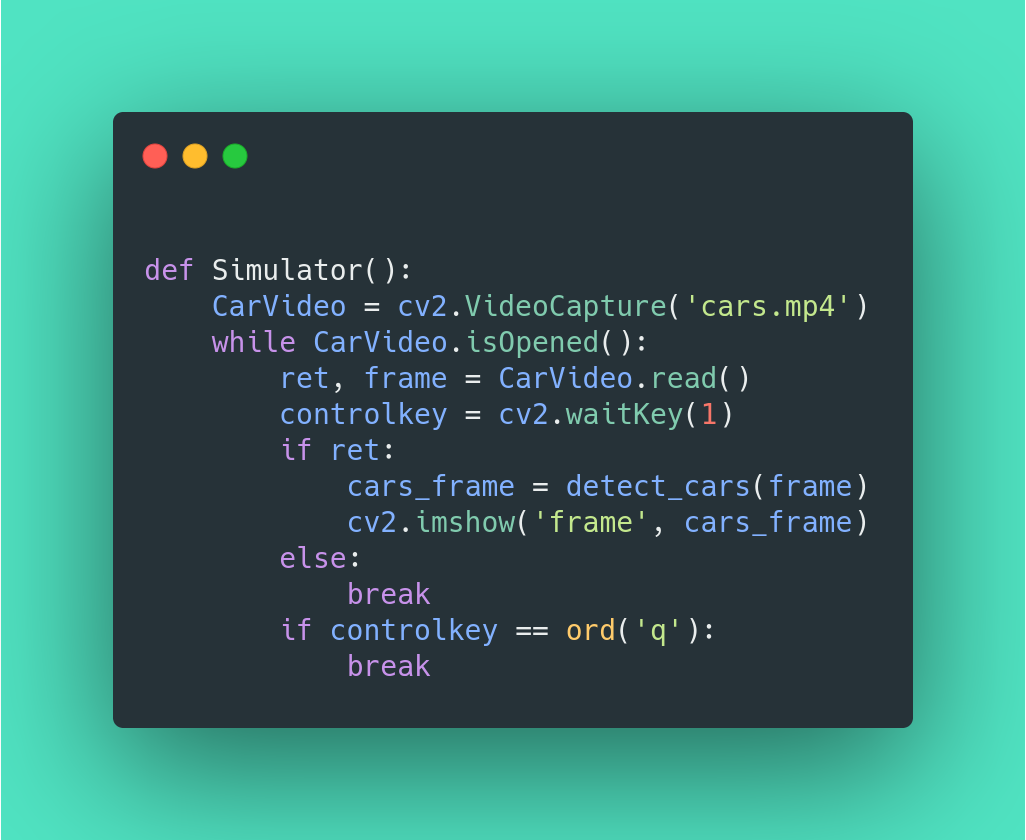 def Simulator():
    CarVideo = cv2.VideoCapture('cars.mp4')
    while CarVideo.isOpened():
        ret, frame = CarVideo.read()
        controlkey = cv2.waitKey(1)
        if ret:
            cars_frame = detect_cars(frame)
            cv2.imshow('frame', cars_frame)
        else:
            break
        if controlkey == ord('q'):
            break